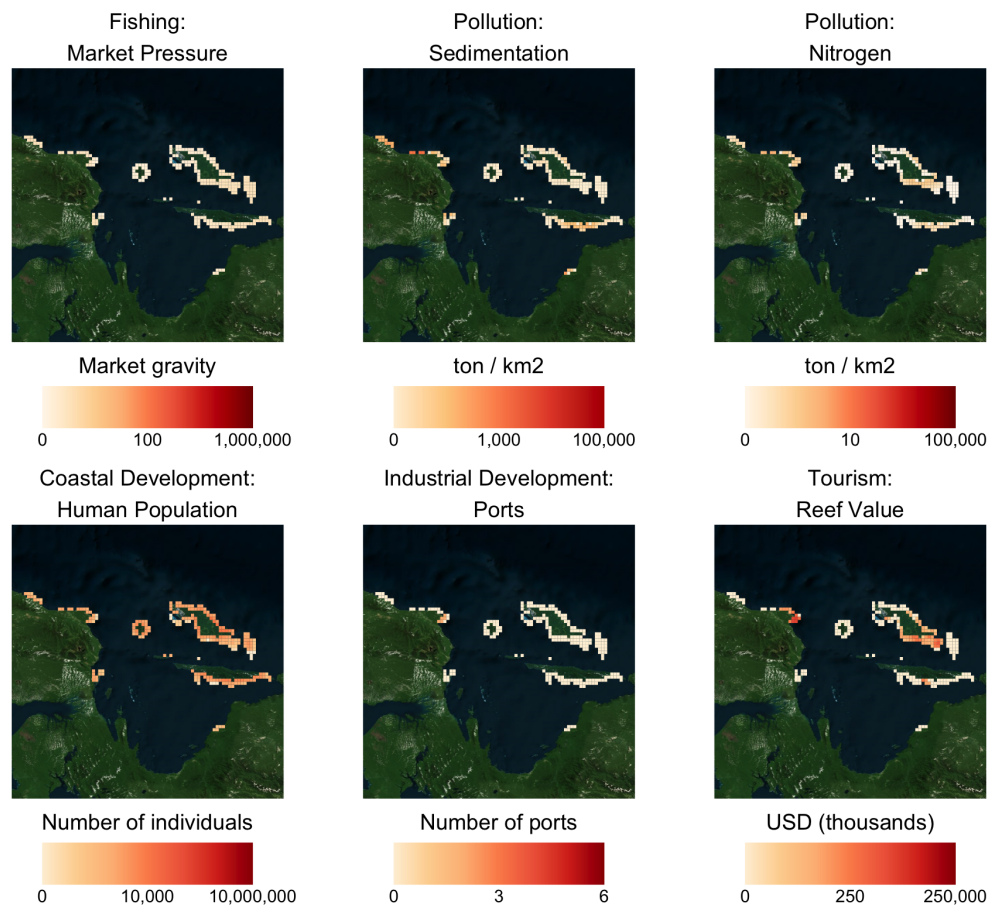 Fishing:
Market Pressure
Pollution:
Sedimentation
Pollution:
Nitrogen
Market gravity
0 100 1,000,000
ton / km2
0 1,000 100,000
ton / km2
0 10 100,000
Coastal Development:
Human Population
Industrial Development:
Ports
Tourism:
Reef Value
Number of individuals
0 10,000 10,000,000
Number of ports
0 3 6
USD (thousands)
0 250 250,000